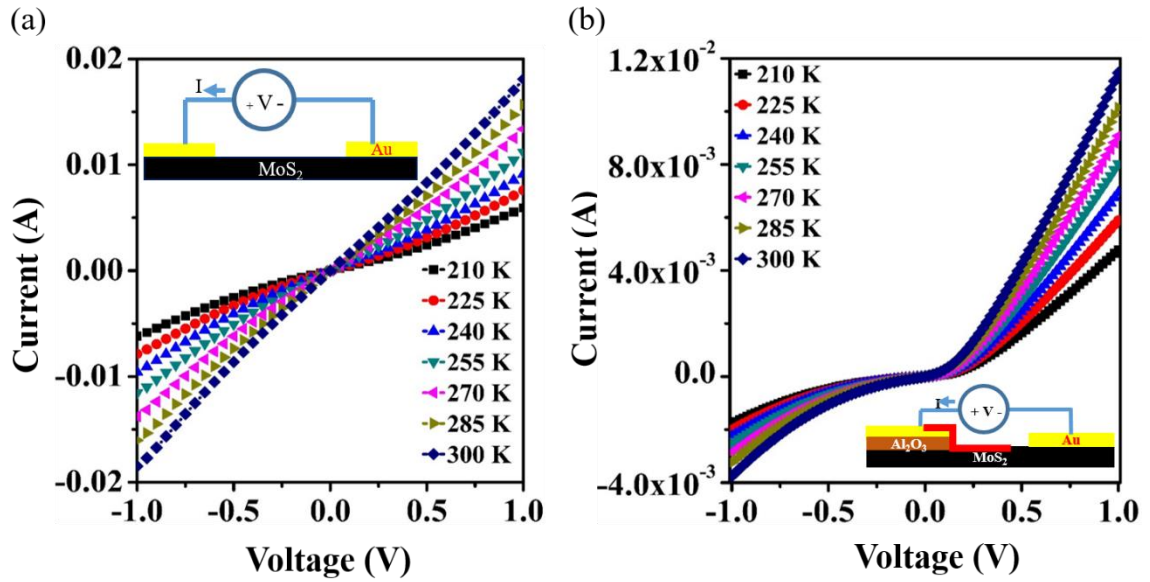 (a)
0.02
0.01
0.00
-0.01
-0.02
Current (A)
I
+ V -
Au
MoS₂
210 K
225 K
240 K
255 K
270 K
285 K
300 K
-1.0 -0.5 0.0 0.5 1.0
Voltage (V)
(b)
1.2x10⁻²
8.0x10⁻³
4.0x10⁻³
0.0
-4.0x10⁻³
Current (A)
210 K
225 K
240 K
255 K
270 K
285 K
300 K
I
+ V -
Al₂O₃
Au
MoS₂
-1.0 -0.5 0.0 0.5 1.0
Voltage (V)